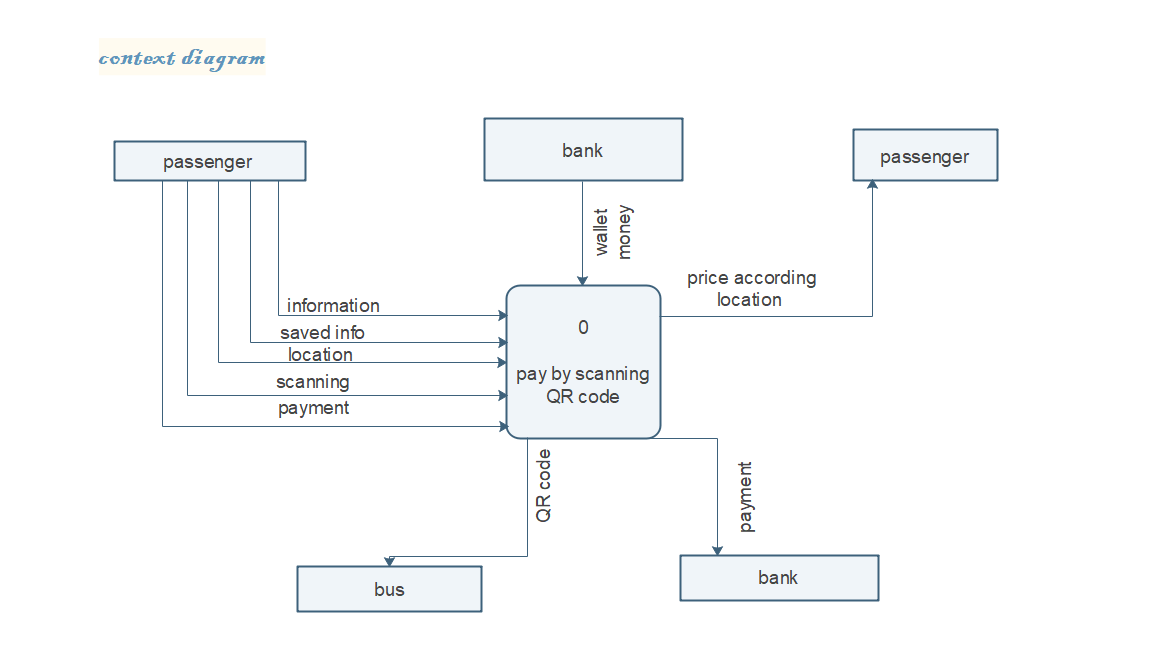 context diagram
passenger
bank
passenger
wallet
money
price according
location
information
saved info
location
scanning
payment
0
pay by scanning
QR code
QR code
payment
bus
bank